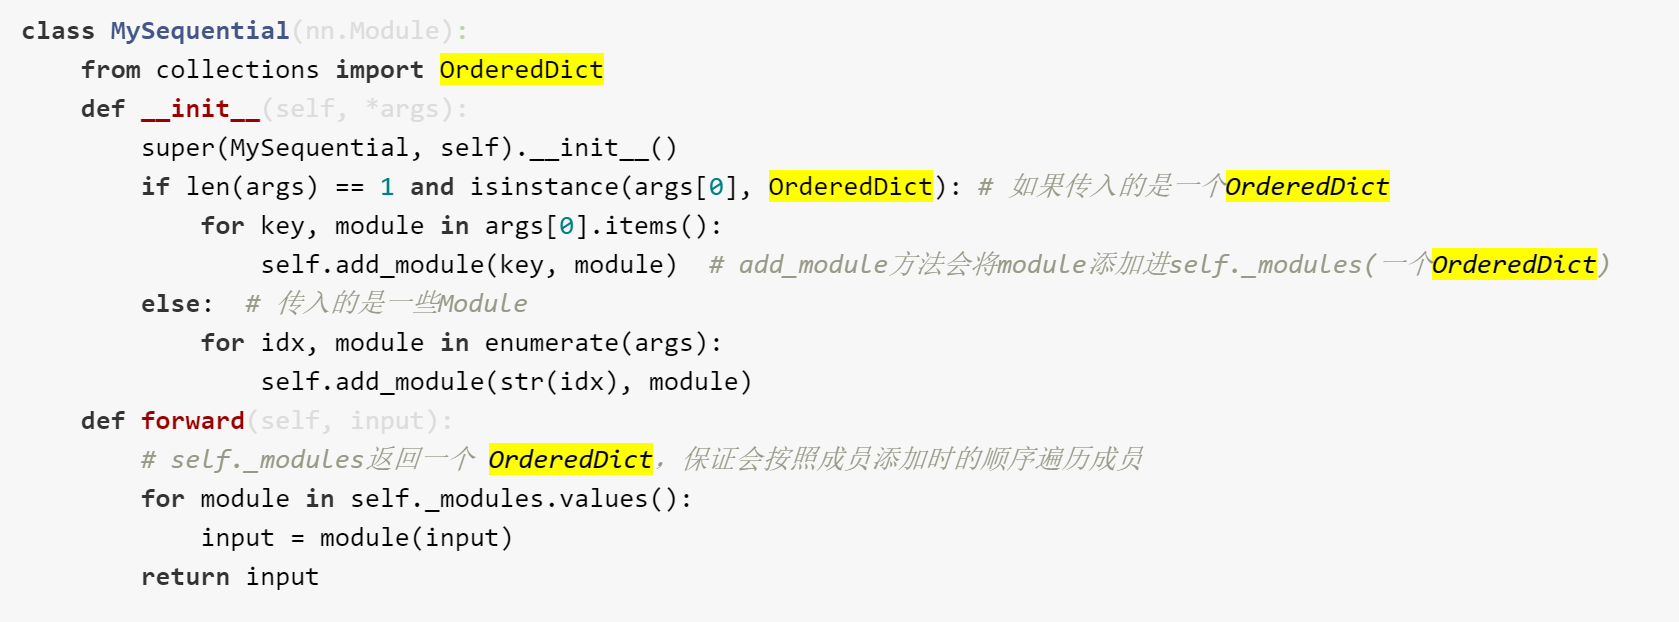 class MySequential(nn.Module):
    from collections import OrderedDict
    def __init__(self, *args):
        super(MySequential, self).__init__()
        if len(args) == 1 and isinstance(args[0], OrderedDict): # 如果传入的是一个OrderedDict
            for key, module in args[0].items():
                self.add_module(key, module)  # add_module方法会将module添加进self._modules(一个OrderedDict)
        else:  # 传入的是一些Module
            for idx, module in enumerate(args):
                self.add_module(str(idx), module)
    def forward(self, input):
        # self._modules返回一个 OrderedDict，保证会按照成员添加时的顺序遍历成员
        for module in self._modules.values():
            input = module(input)
        return input